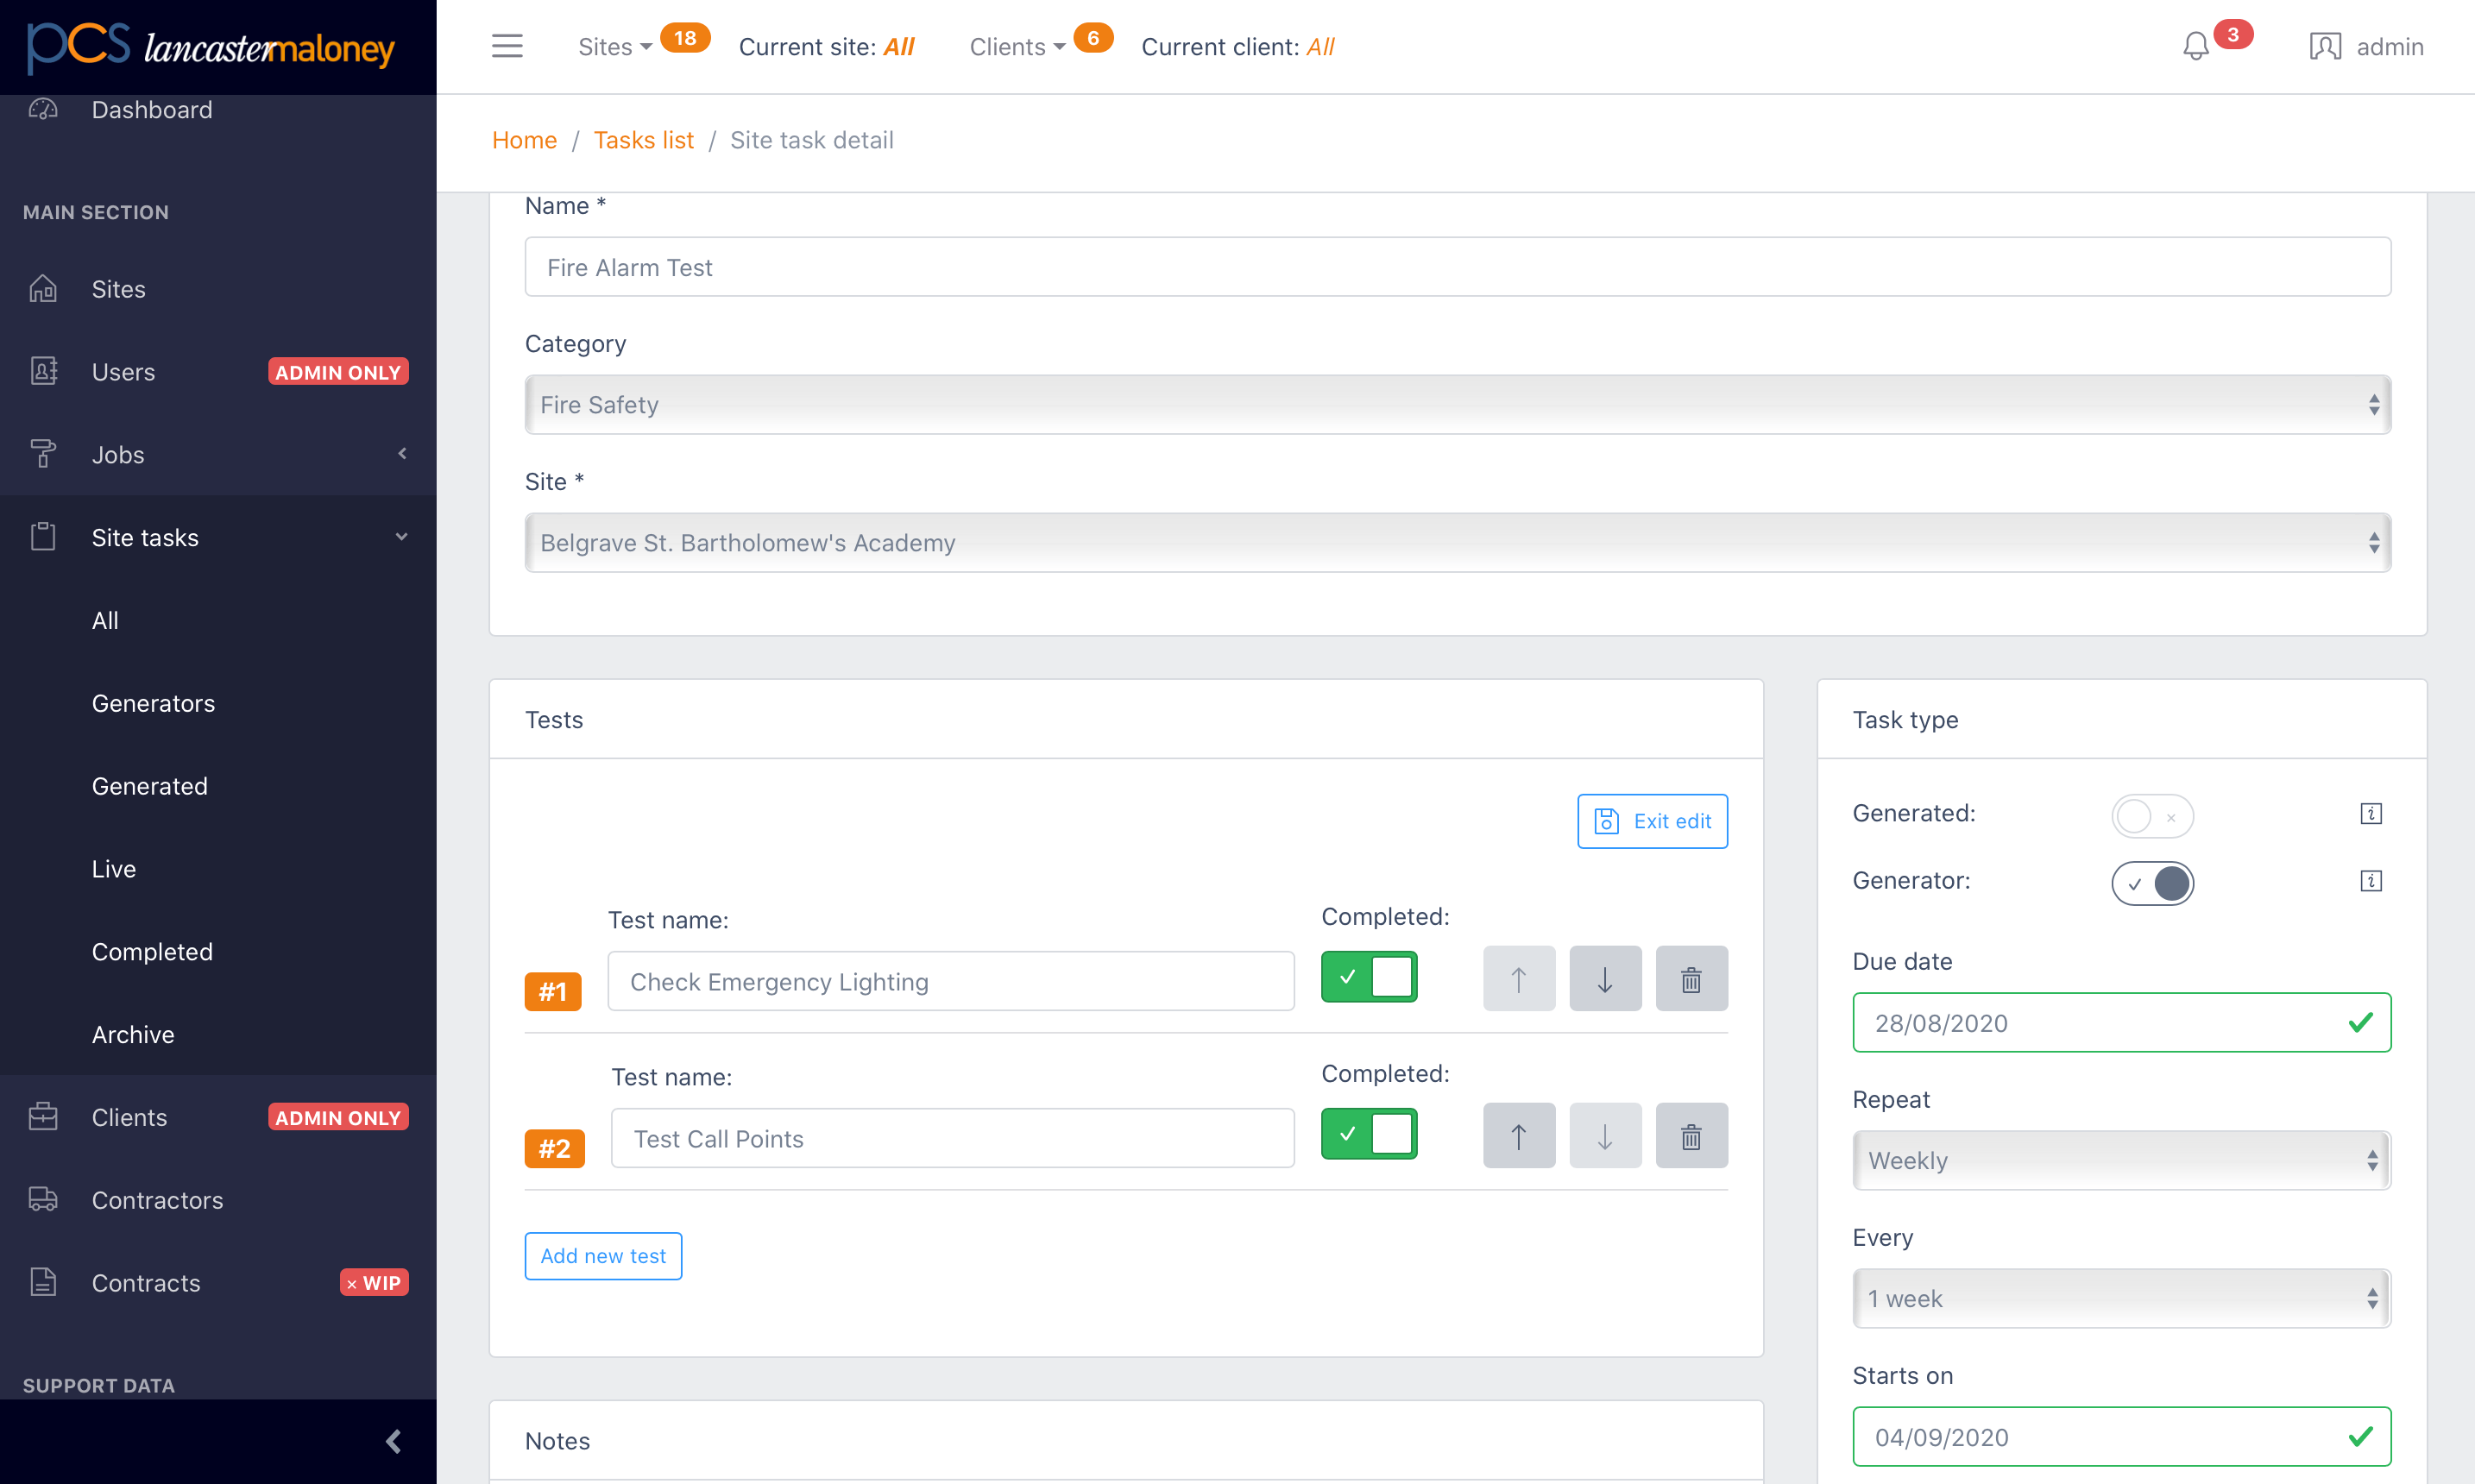 pcs lancastermaloney
Sites 18 Current site: All Clients 6 Current client: All 3 admin
Dashboard
MAIN SECTION
Sites
Users ADMIN ONLY
Jobs
Site tasks
All
Generators
Generated
Live
Completed
Archive
Clients ADMIN ONLY
Contractors
Contracts × WIP
SUPPORT DATA
Home / Tasks list / Site task detail
Name *
Fire Alarm Test
Category
Fire Safety
Site *
Belgrave St. Bartholomew's Academy
Tests
Exit edit
Test name: Completed:
#1 Check Emergency Lighting
Test name: Completed:
#2 Test Call Points
Add new test
Notes
Task type
Generated:
Generator:
Due date
28/08/2020
Repeat
Weekly
Every
1 week
Starts on
04/09/2020